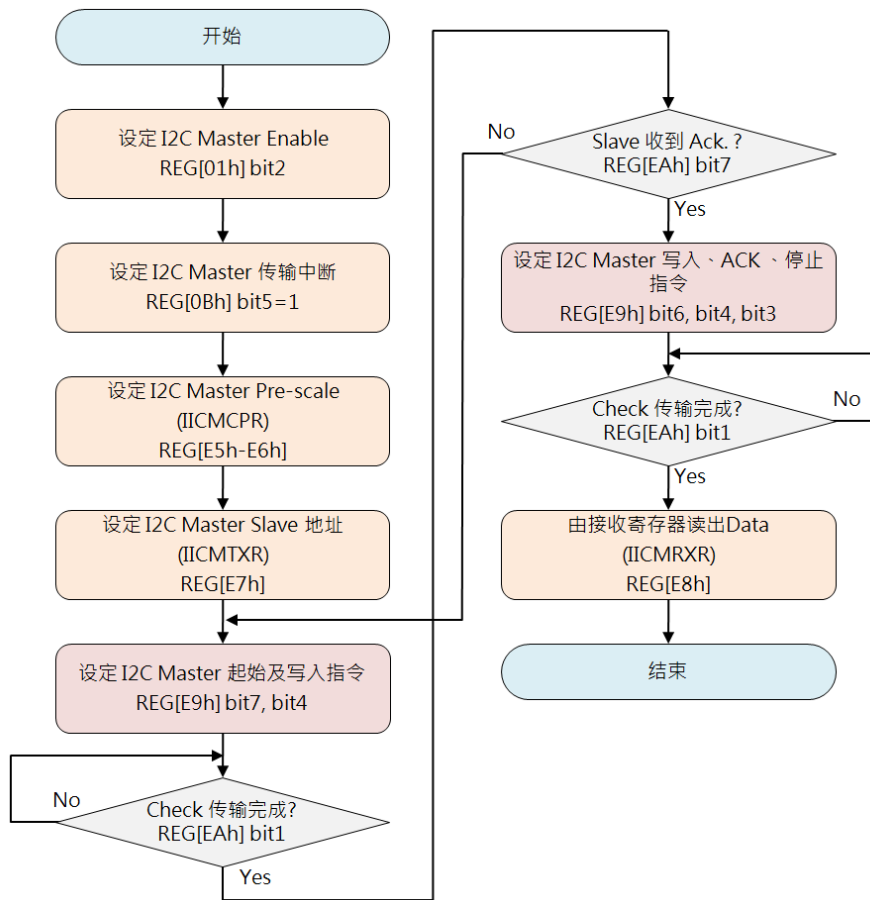 开始
设定 I2C Master Enable
REG[01h] bit2
设定 I2C Master 传输中断
REG[0Bh] bit5=1
设定 I2C Master Pre-scale
(IICMCPR)
REG[E5h-E6h]
设定 I2C Master Slave 地址
(IICMTXR)
REG[E7h]
设定 I2C Master 起始及写入指令
REG[E9h] bit7, bit4
No
Check 传输完成?
REG[EAh] bit1
Yes
No
Slave 收到 Ack. ?
REG[EAh] bit7
Yes
设定 I2C Master 写入、ACK 、停止
指令
REG[E9h] bit6, bit4, bit3
Check 传输完成?
REG[EAh] bit1
No
Yes
由接收寄存器读出Data
(IICMRXR)
REG[E8h]
结束